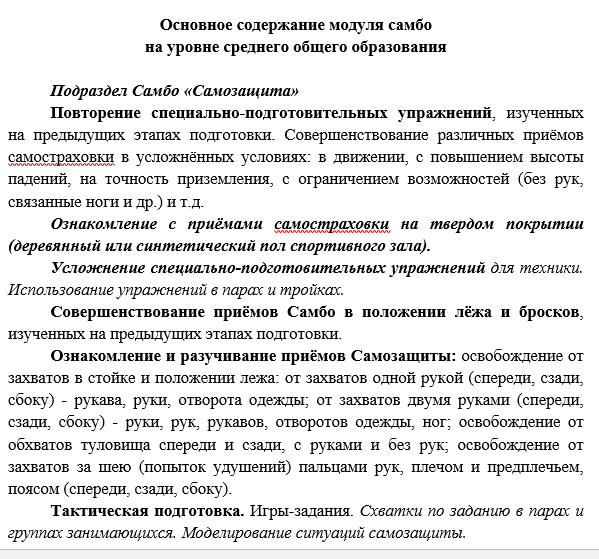 Основное содержание модуля самбо
на уровне среднего общего образования
Подраздел Самбо «Самозащита»
Повторение специально-подготовительных упражнений, изученных
на предыдущих этапах подготовки. Совершенствование различных приёмов
самостраховки в усложнённых условиях: в движении, с повышением высоты
падений, на точность приземления, с ограничением возможностей (без рук,
связанные ноги и др.) и т.д.
Ознакомление с приёмами самостраховки на твердом покрытии
(деревянный или синтетический пол спортивного зала).
Усложнение специально-подготовительных упражнений для техники.
Использование упражнений в парах и тройках.
Совершенствование приёмов Самбо в положении лёжа и бросков,
изученных на предыдущих этапах подготовки.
Ознакомление и разучивание приёмов Самозащиты: освобождение от
захватов в стойке и положении лежа: от захватов одной рукой (спереди, сзади,
сбоку) - рукава, руки, отворота одежды; от захватов двумя руками (спереди,
сзади, сбоку) - руки, рук, рукавов, отворотов одежды, ног; освобождение от
обхватов туловища спереди и сзади, с руками и без рук; освобождение от
захватов за шею (попыток удушений) пальцами рук, плечом и предплечьем,
поясом (спереди, сзади, сбоку).
Тактическая подготовка. Игры-задания. Схватки по заданию в парах и
группах занимающихся. Моделирование ситуаций самозащиты.